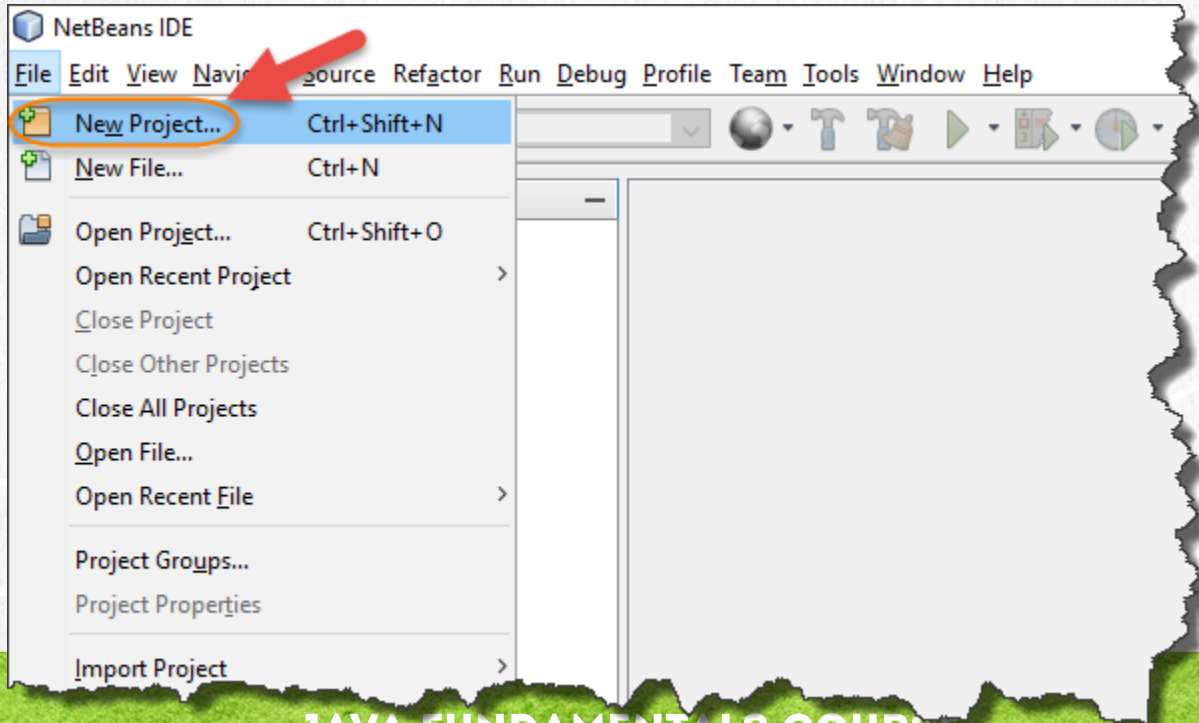 NetBeans IDE
File Edit View Source Refactor Run Debug Profile Team Tools Window Help
New Project... Ctrl+Shift+N
New File... Ctrl+N
Open Project... Ctrl+Shift+O
Open Recent Project
Close Project
Close Other Projects
Close All Projects
Open File...
Open Recent File
Project Groups...
Project Properties
Import Project
JAVA FUNDAMENTALS